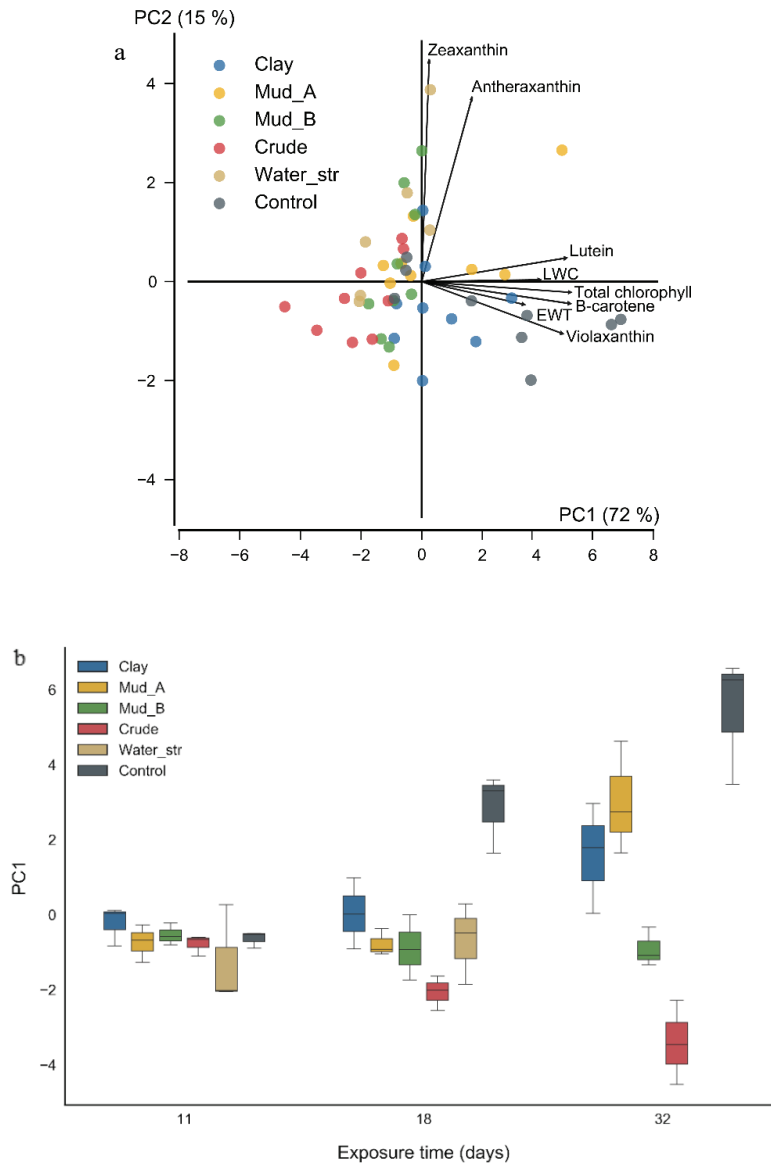 PC2 (15 %)
a
Clay
Mud_A
Mud_B
Crude
Water_str
Control
Zeaxanthin
Antheraxanthin
Lutein
LWC
Total chlorophyll
B-carotene
EWT
Violaxanthin
4
2
0
−2
−4
PC1 (72 %)
−8 −6 −4 −2 0 2 4 6 8
b
Clay
Mud_A
Mud_B
Crude
Water_str
Control
6
4
2
0
−2
−4
PC1
11 18 32
Exposure time (days)